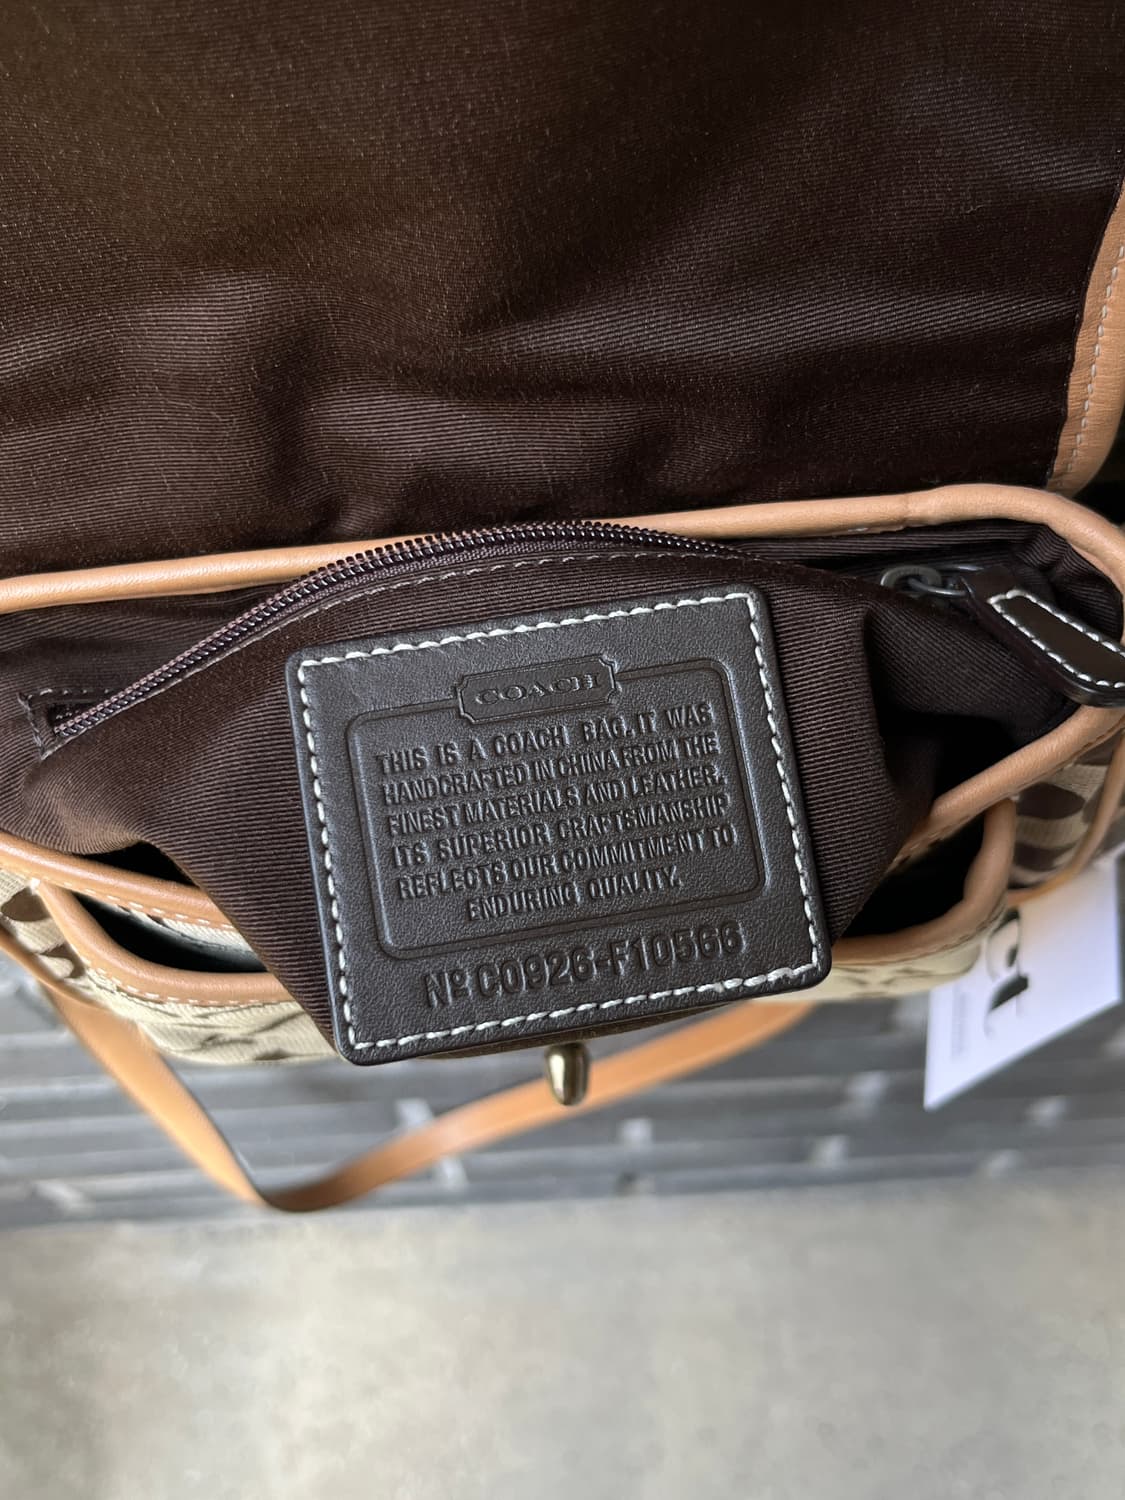 COACH
THIS IS A COACH BAG. IT WAS
HANDCRAFTED IN CHINA FROM THE
FINEST MATERIALS AND LEATHER.
ITS SUPERIOR CRAFTSMANSHIP
REFLECTS OUR COMMITMENT TO
ENDURING QUALITY.
Nº C0926-F10566